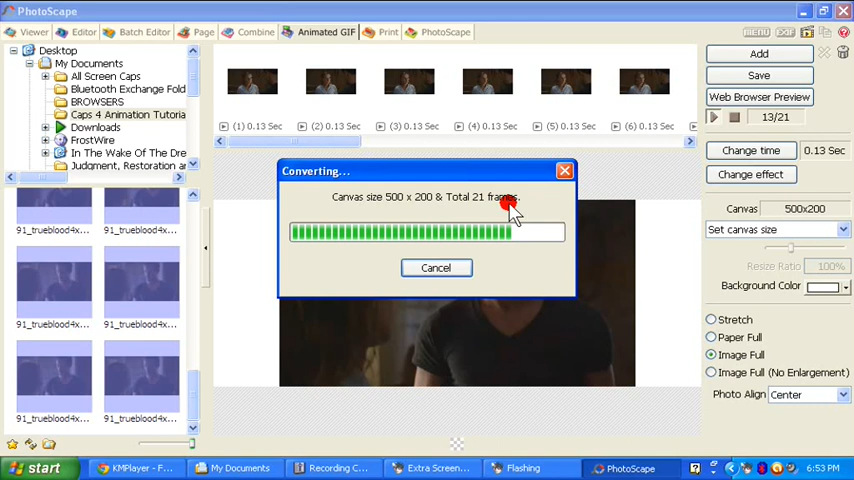 PhotoScape
Viewer
Editor
Batch Editor
Page
Combine
Animated GIF
Print
PhotoScape
MENU
EXIF
Desktop
My Documents
All Screen Caps
Bluetooth Exchange Fold
BROWSERS
Caps 4 Animation Tutoria
Downloads
FrostWire
In The Wake Of The Dre
Judgment, Restoration ar
(1) 0.13 Sec
(2) 0.13 Sec
(3) 0.13 Sec
(4) 0.13 Sec
(5) 0.13 Sec
(6) 0.13 Sec
Add
Save
Web Browser Preview
13/21
Change time
0.13 Sec
Change effect
Canvas
500x200
Set canvas size
Resize Ratio
100%
Background Color
Stretch
Paper Full
Image Full
Image Full (No Enlargement)
Photo Align
Center
Converting...
Canvas size 500 x 200 & Total 21 frames.
Cancel
91_trueblood4x...
91_trueblood4x...
91_trueblood4x...
91_trueblood4x...
91_trueblood4x...
91_trueblood4x...
start
KMPlayer - F...
My Documents
Recording C...
Extra Screen...
Flashing
PhotoScape
6:53 PM